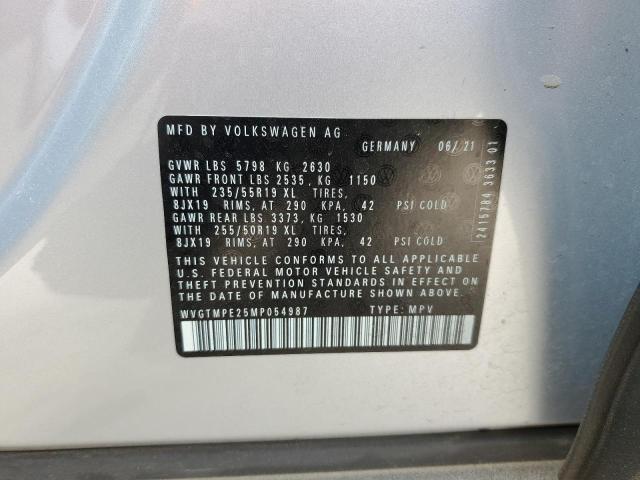 MFD BY VOLKSWAGEN AG
GERMANY 06/21
GVWR LBS 5798 KG 2630
GAWR FRONT LBS 2535, KG 1150
WITH 235/55R19 XL TIRES,
8JX19 RIMS, AT 290 KPA, 42 PSI COLD
GAWR REAR LBS 3373, KG 1530
WITH 255/50R19 XL TIRES,
8JX19 RIMS, AT 290 KPA, 42 PSI COLD
THIS VEHICLE CONFORMS TO ALL APPLICABLE
U.S. FEDERAL MOTOR VEHICLE SAFETY AND
THEFT PREVENTION STANDARDS IN EFFECT ON
THE DATE OF MANUFACTURE SHOWN ABOVE.
WVGTMPE25MP054987 TYPE: MPV
2415784 3633 01